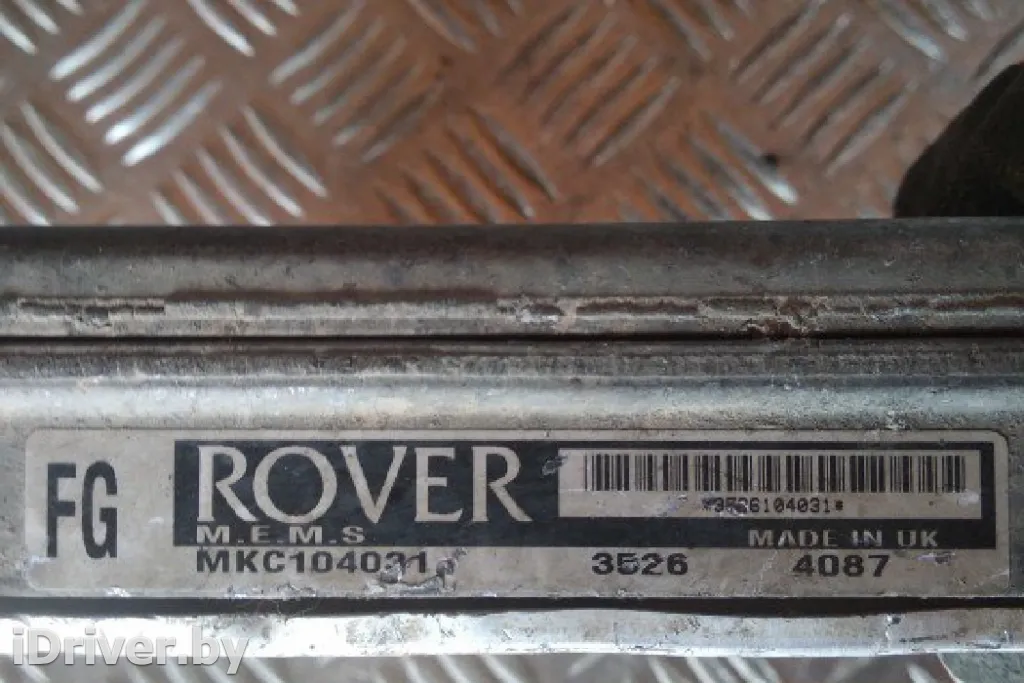 FG
ROVER
*3526104031*
M.E.M.S
MADE IN UK
MKC104031 3526 4087
iDriver.by